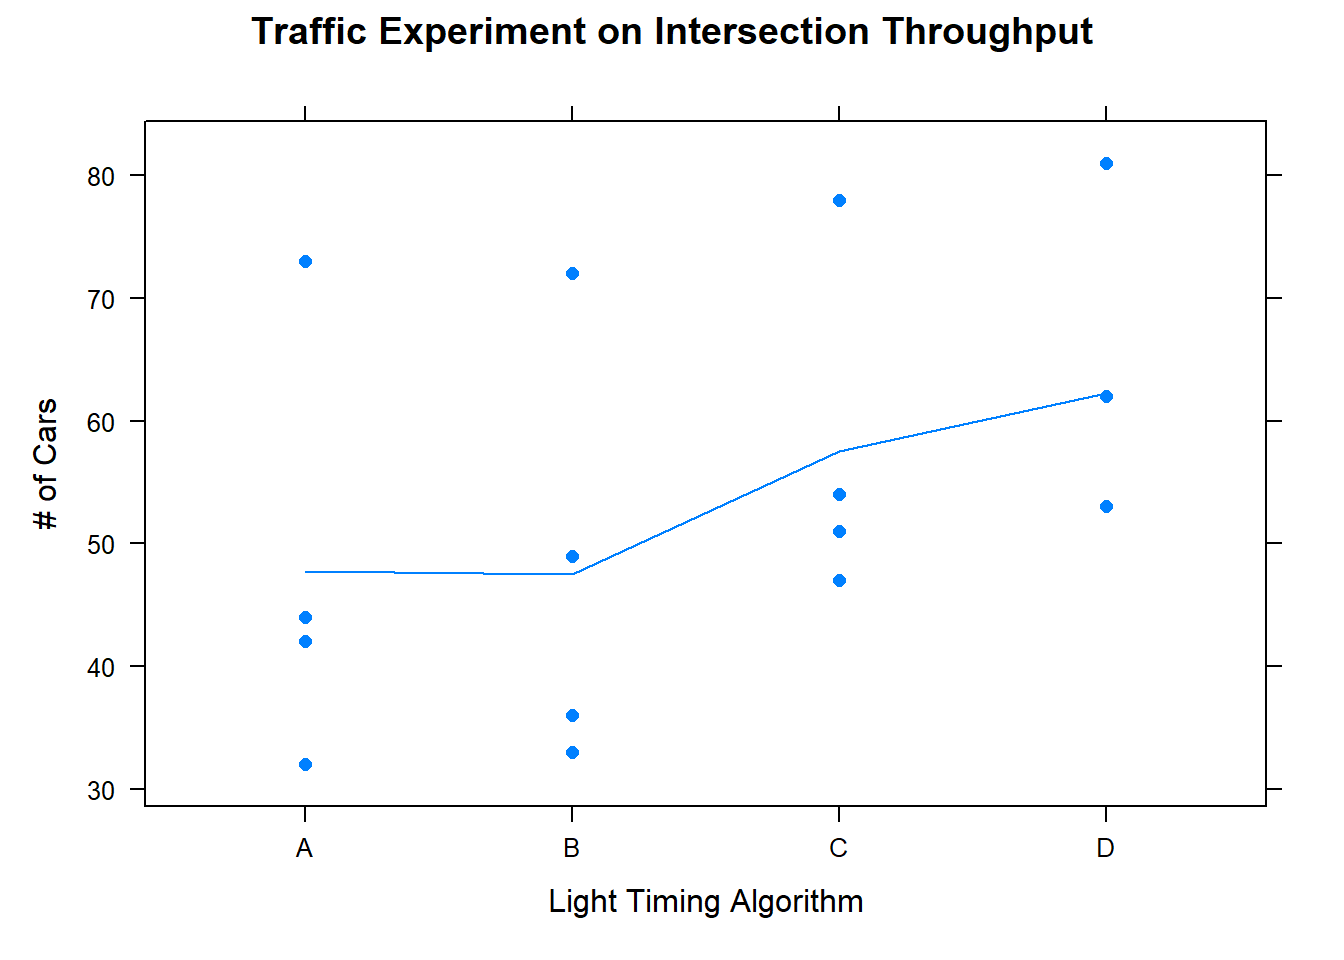 Traffic Experiment on Intersection Throughput
80
70
60
50
40
30
# of Cars
A B C D
Light Timing Algorithm